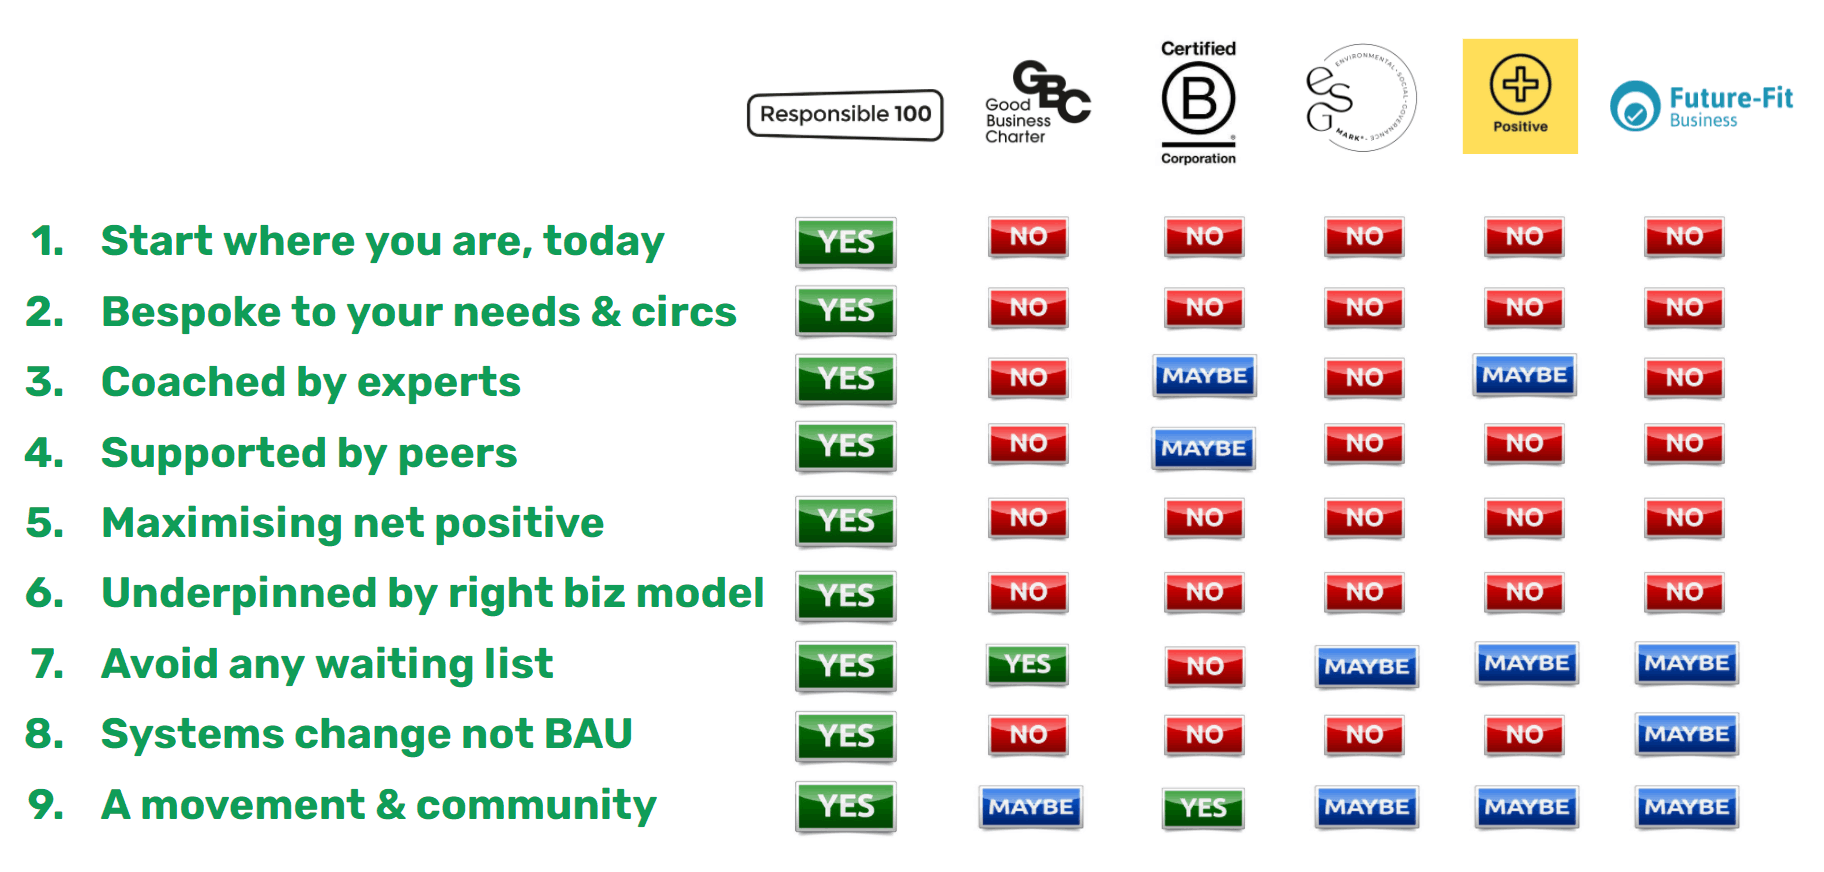 Responsible 100
GBC
Good
Business
Charter
Certified
B
®
Corporation
eSG
MARK®
ENVIRONMENTAL • SOCIAL • GOVERNANCE •
Positive
Future-Fit
Business
1. Start where you are, today YES NO NO NO NO NO
2. Bespoke to your needs & circs YES NO NO NO NO NO
3. Coached by experts YES NO MAYBE NO MAYBE NO
4. Supported by peers YES NO MAYBE NO NO NO
5. Maximising net positive YES NO NO NO NO NO
6. Underpinned by right biz model YES NO NO NO NO NO
7. Avoid any waiting list YES YES NO MAYBE MAYBE MAYBE
8. Systems change not BAU YES NO NO NO NO MAYBE
9. A movement & community YES MAYBE YES MAYBE MAYBE MAYBE